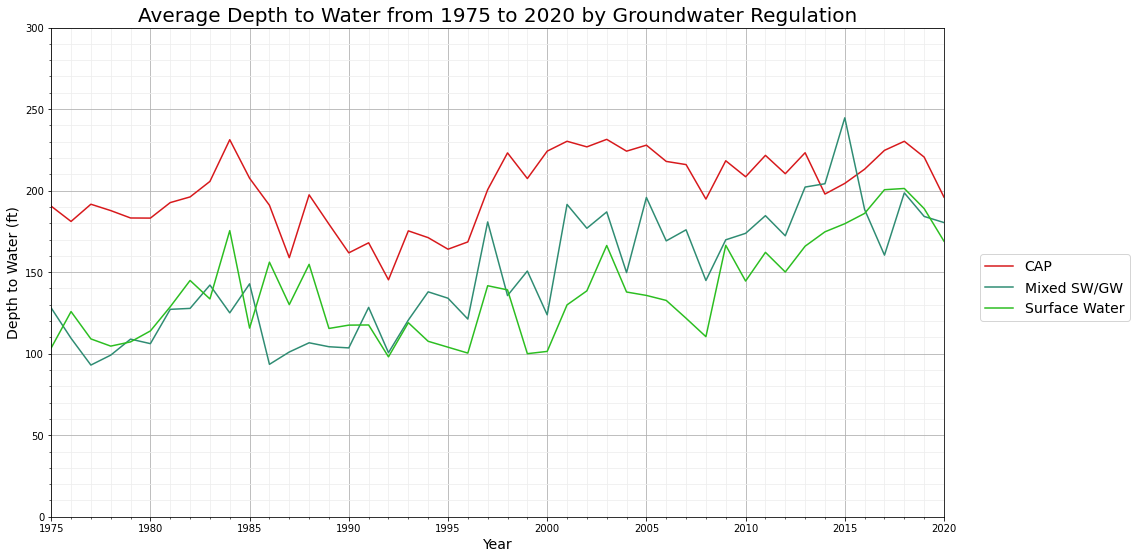 Average Depth to Water from 1975 to 2020 by Groundwater Regulation
300
250
200
150
100
50
0
Depth to Water (ft)
1975 1980 1985 1990 1995 2000 2005 2010 2015 2020
Year
CAP
Mixed SW/GW
Surface Water